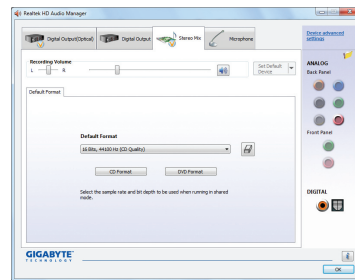 Realtek HD Audio Manager
Digital Output(Optical)
Digital Output
Stereo Mix
Microphone
Device advanced
settings
Recording Volume
L
R
Set Default
Device
ANALOG
Back Panel
Default Format
Default Format
16 Bits, 44100 Hz (CD Quality)
CD Format
DVD Format
Select the sample rate and bit depth to be used when running in shared
mode.
Front Panel
DIGITAL
GIGABYTE
TECHNOLOGY
i
OK